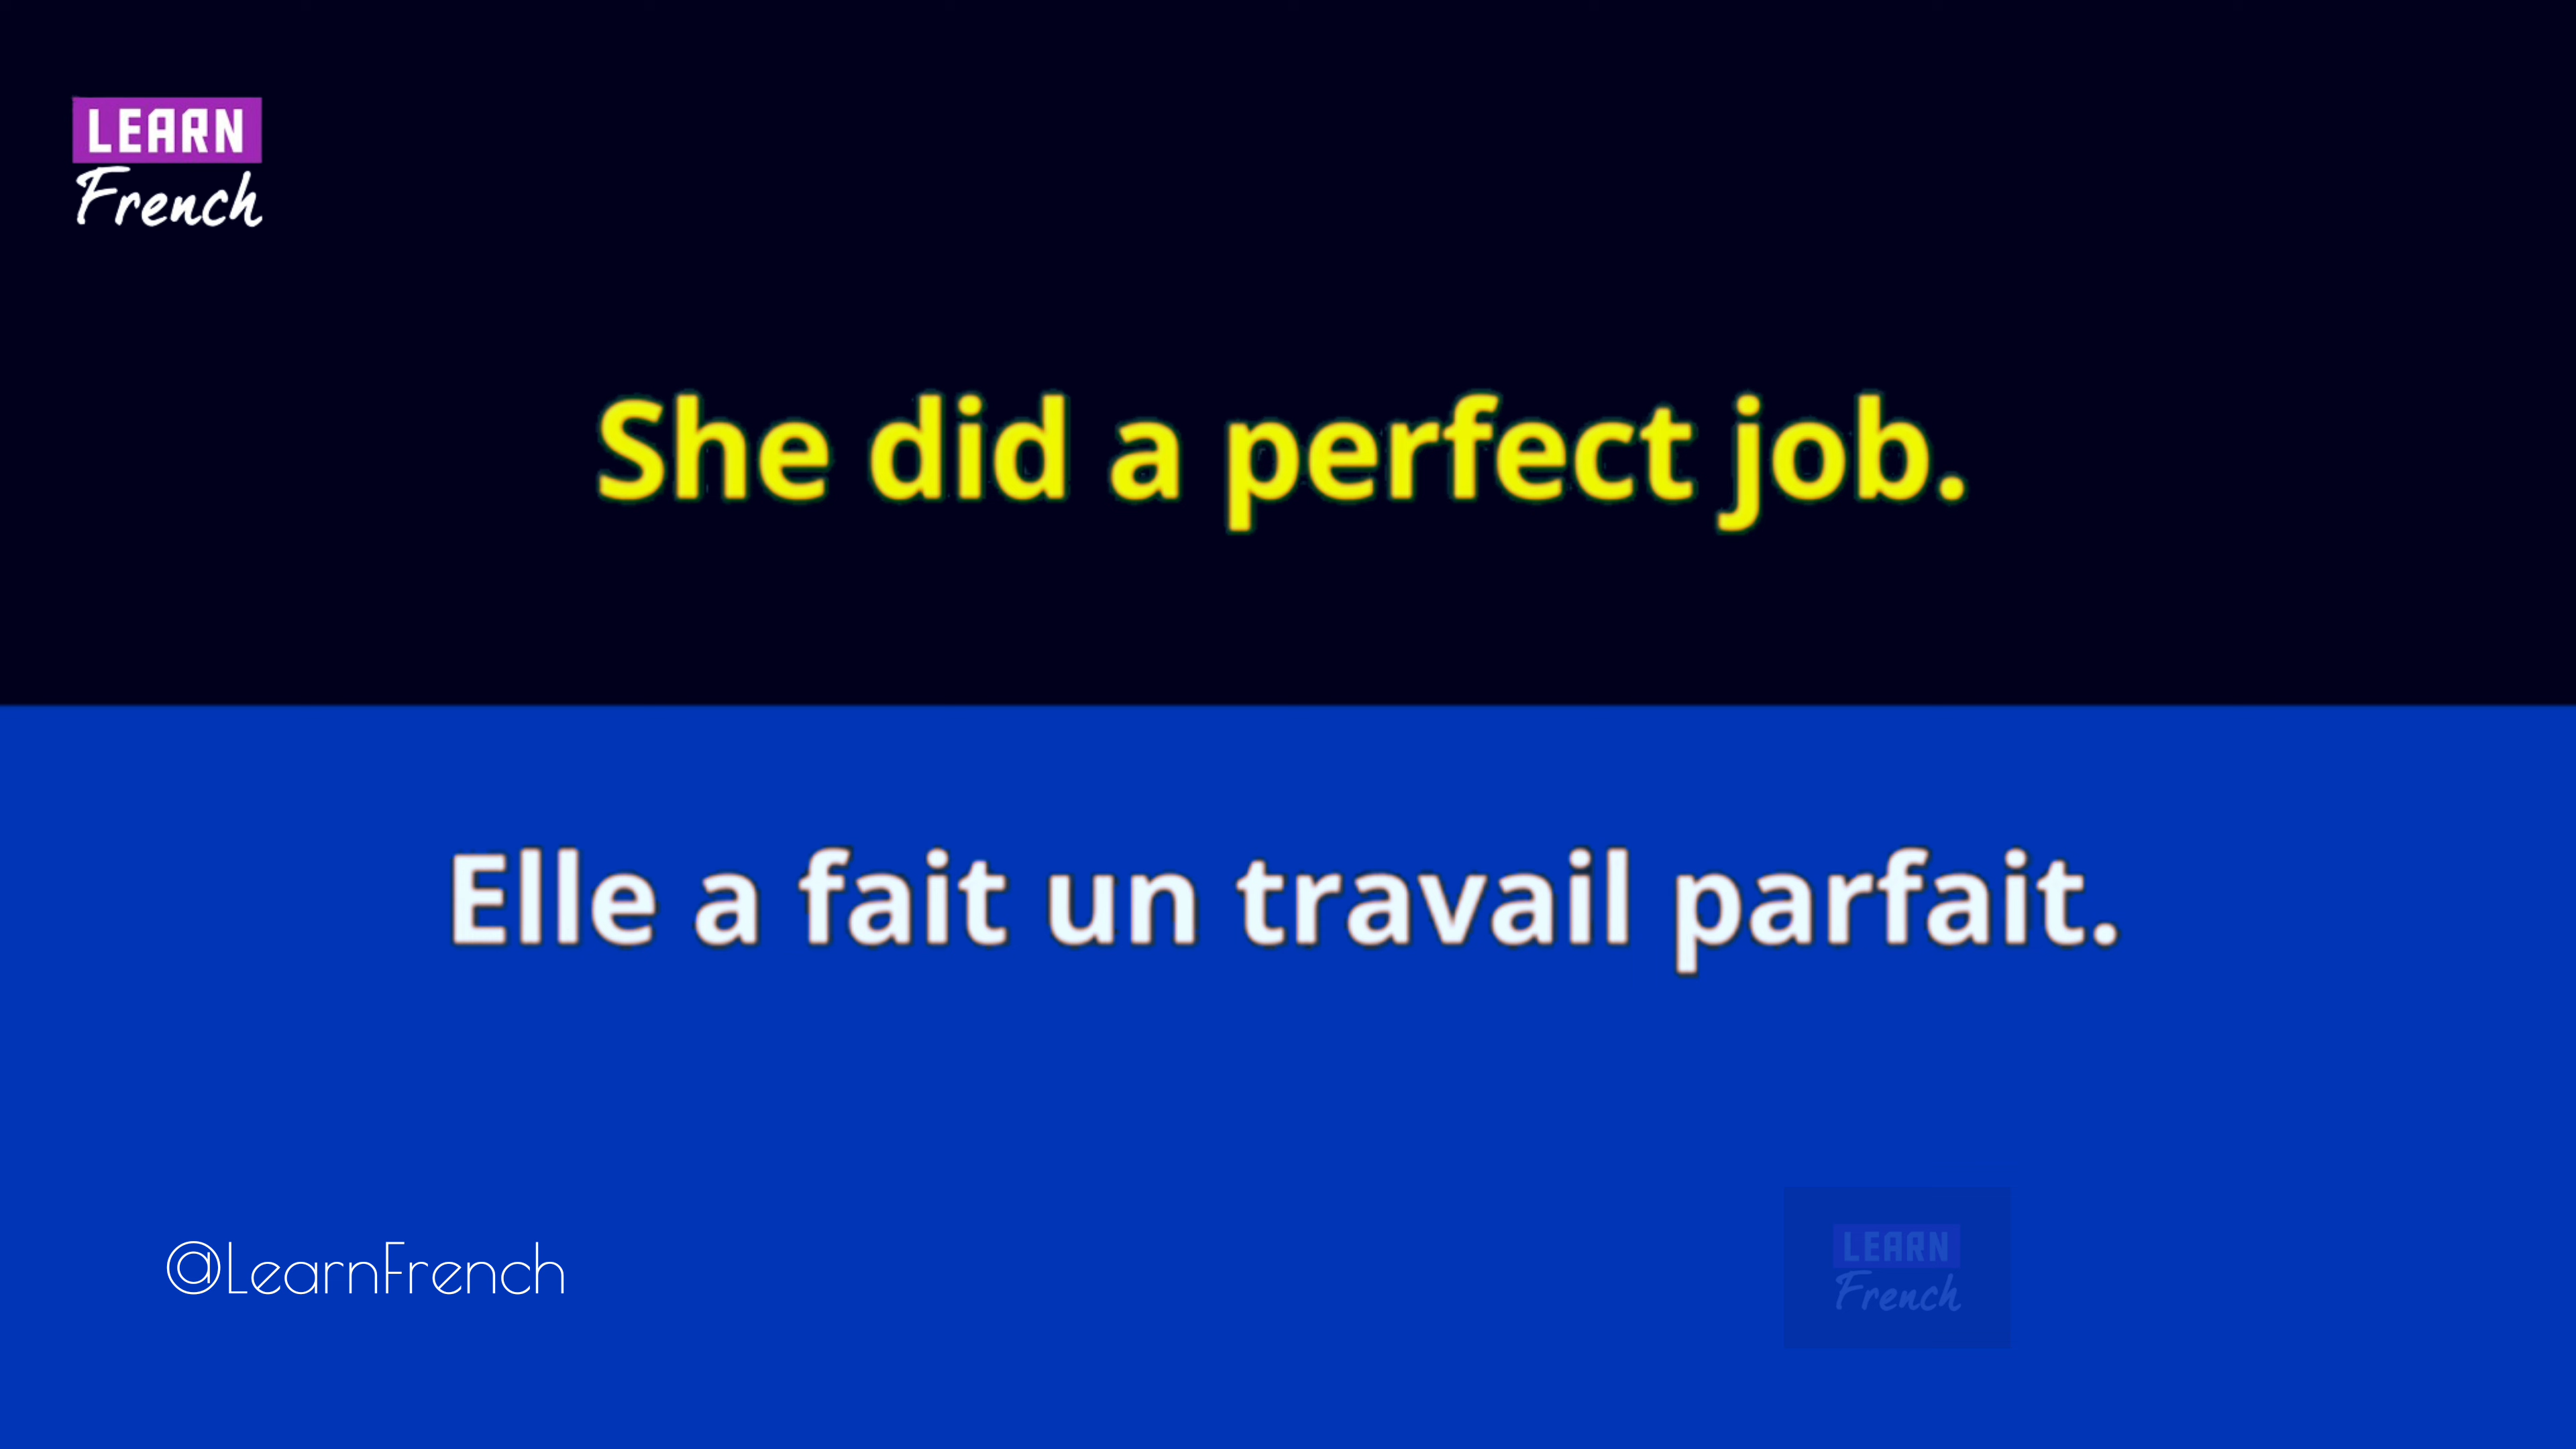 LEARN
French
She did a perfect job.
Elle a fait un travail parfait.
@LearnFrench
LEARN
French